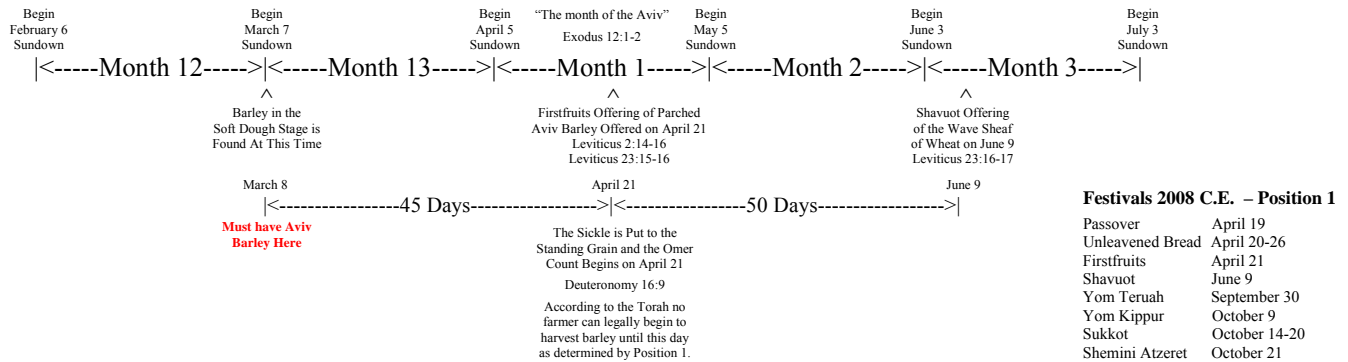 Begin
February 6
Sundown
Begin
March 7
Sundown
Begin
April 5
Sundown
“The month of the Aviv”
Exodus 12:1-2
Begin
May 5
Sundown
Begin
June 3
Sundown
Begin
July 3
Sundown
|<-----Month 12----->|<-----Month 13----->|<-----Month 1----->|<-----Month 2----->|<-----Month 3----->|
^
Barley in the
Soft Dough Stage is
Found At This Time
^
Firstfruits Offering of Parched
Aviv Barley Offered on April 21
Leviticus 2:14-16
Leviticus 23:15-16
^
Shavuot Offering
of the Wave Sheaf
of Wheat on June 9
Leviticus 23:16-17
March 8
April 21
June 9
|<-----------------45 Days------------------>|<-------------------50 Days-------------------->|
Must have Aviv
Barley Here
The Sickle is Put to the
Standing Grain and the Omer
Count Begins on April 21
Deuteronomy 16:9
According to the Torah no
farmer can legally begin to
harvest barley until this day
as determined by Position 1.
Festivals 2008 C.E. – Position 1
Passover April 19
Unleavened Bread April 20-26
Firstfruits April 21
Shavuot June 9
Yom Teruah September 30
Yom Kippur October 9
Sukkot October 14-20
Shemini Atzeret October 21